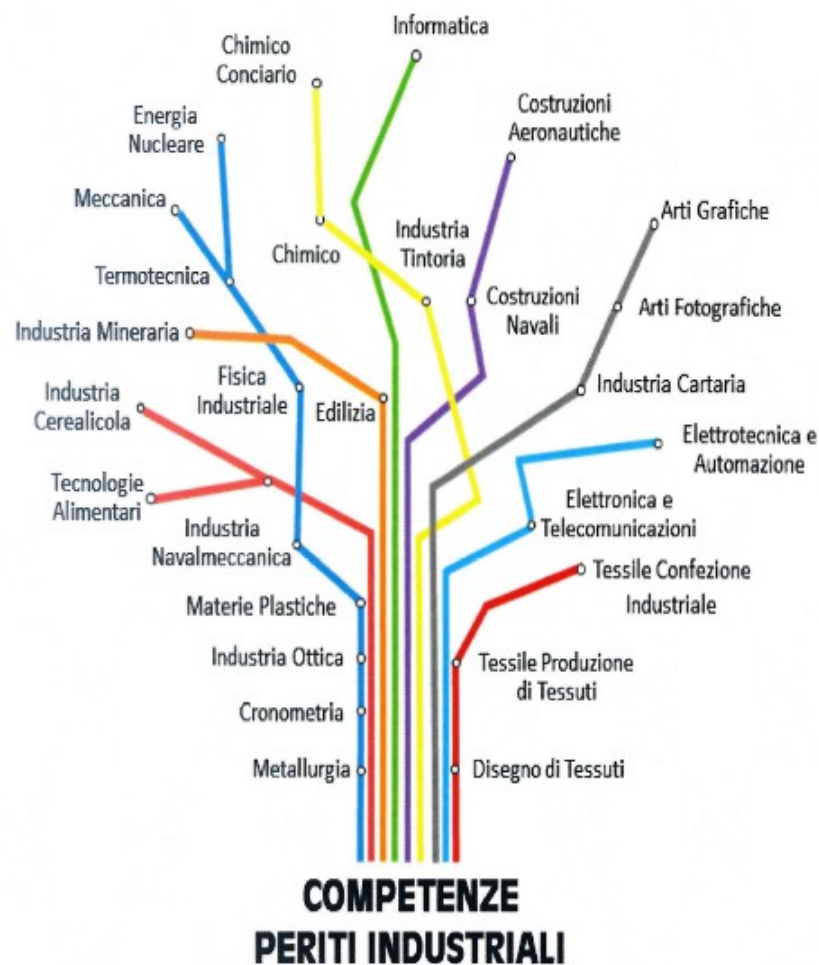 Informatica
Chimico
Conciario
Costruzioni
Aeronautiche
Energia
Nucleare
Meccanica
Arti Grafiche
Industria
Tintoria
Chimico
Termotecnica
Costruzioni
Navali
Arti Fotografiche
Industria Mineraria
Fisica
Industriale
Industria Cartaria
Industria
Cerealicola
Edilizia
Elettrotecnica e
Automazione
Tecnologie
Alimentari
Elettronica e
Telecomunicazioni
Industria
Navalmeccanica
Tessile Confezione
Industriale
Materie Plastiche
Industria Ottica
Tessile Produzione
di Tessuti
Cronometria
Metallurgia
Disegno di Tessuti
COMPETENZE
PERITI INDUSTRIALI